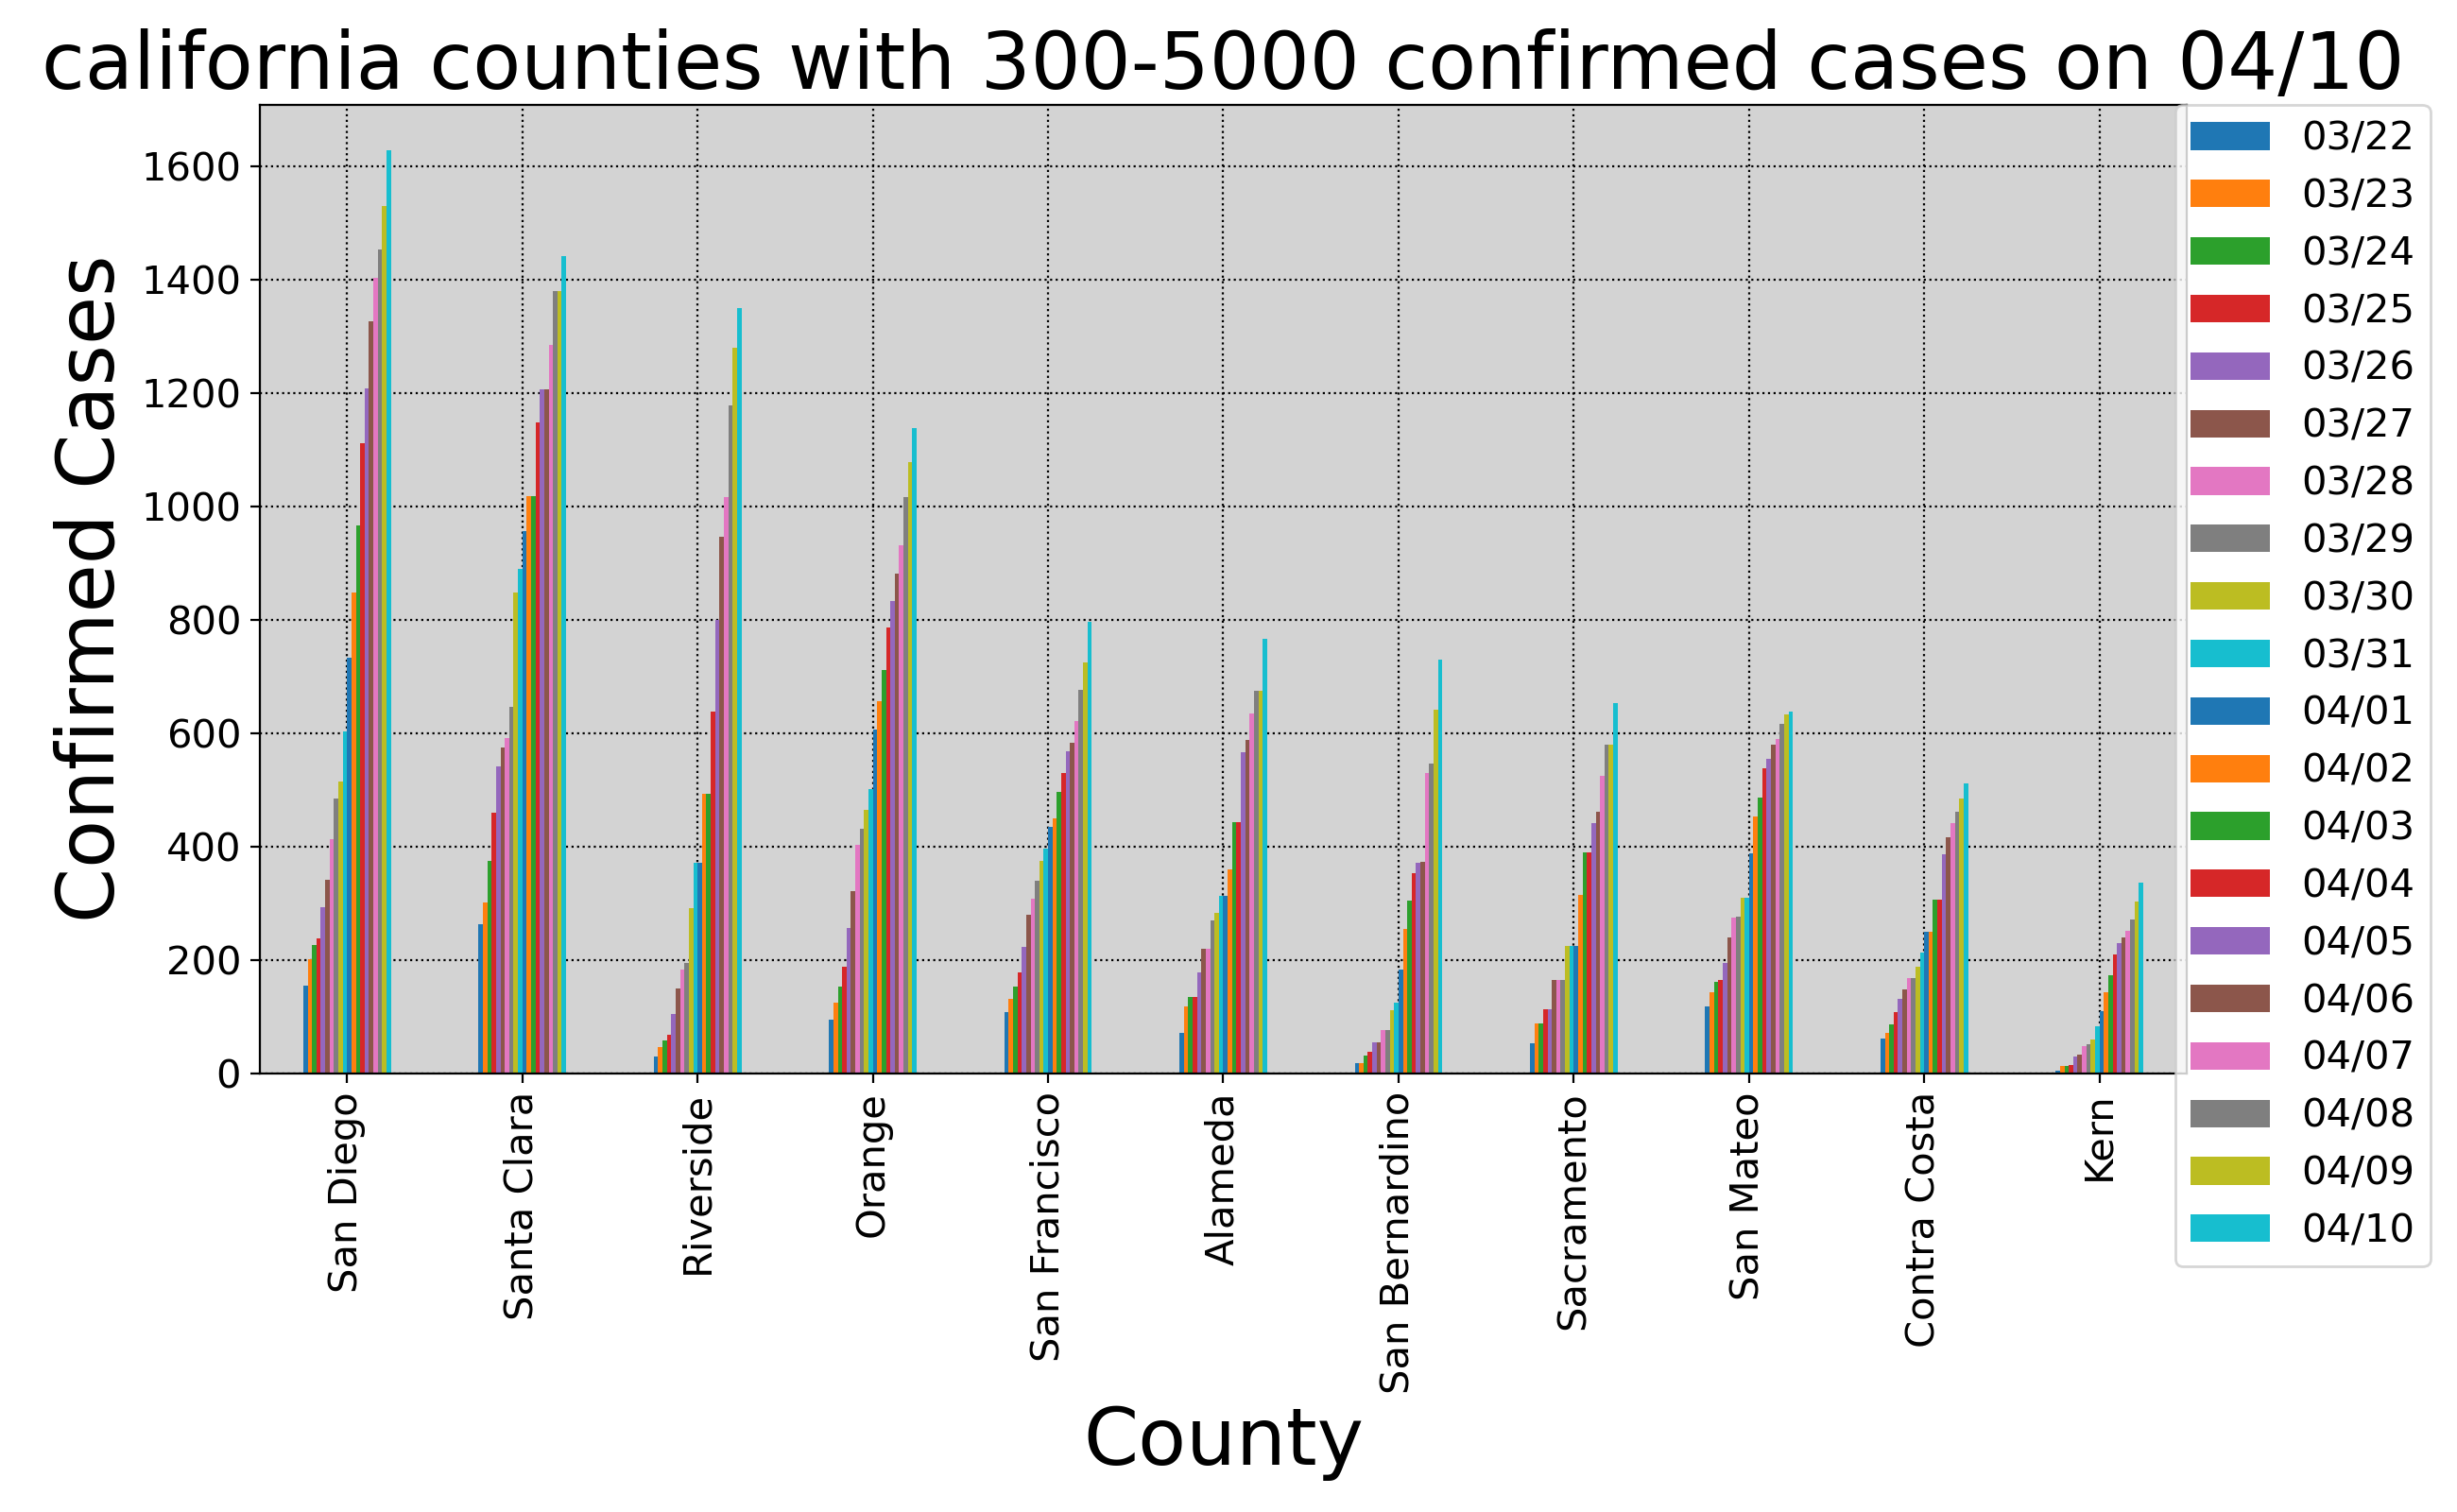 california counties with 300-5000 confirmed cases on 04/10
Confirmed Cases
1600
1400
1200
1000
800
600
400
200
0
San Diego
Santa Clara
Riverside
Orange
San Francisco
Alameda
San Bernardino
Sacramento
San Mateo
Contra Costa
Kern
County
03/22
03/23
03/24
03/25
03/26
03/27
03/28
03/29
03/30
03/31
04/01
04/02
04/03
04/04
04/05
04/06
04/07
04/08
04/09
04/10